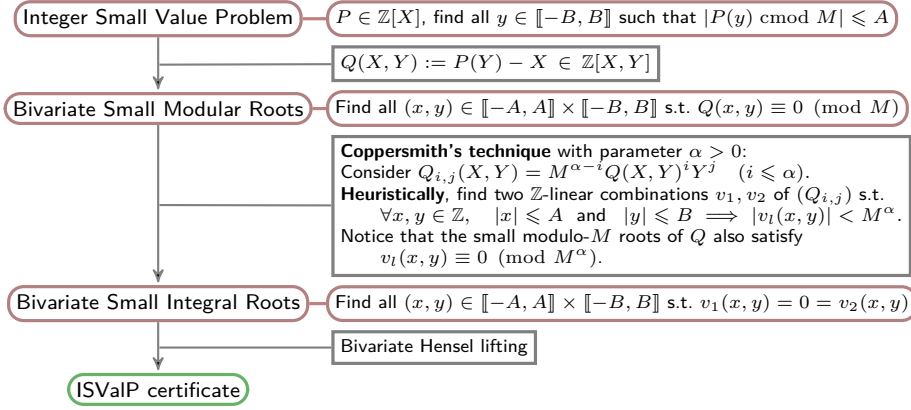 Integer Small Value Problem
P ∈ ℤ[X], find all y ∈ ⟦−B, B⟧ such that |P(y) cmod M| ⩽ A
Q(X, Y) := P(Y) − X ∈ ℤ[X, Y]
Bivariate Small Modular Roots
Find all (x, y) ∈ ⟦−A, A⟧ × ⟦−B, B⟧ s.t. Q(x, y) ≡ 0 (mod M)
Coppersmith's technique with parameter α > 0:
Consider Q_{i,j}(X, Y) = M^{α−i}Q(X, Y)^i Y^j (i ⩽ α).
Heuristically, find two ℤ-linear combinations v_1, v_2 of (Q_{i,j}) s.t.
∀x, y ∈ ℤ, |x| ⩽ A and |y| ⩽ B ⟹ |v_l(x, y)| < M^α.
Notice that the small modulo-M roots of Q also satisfy
v_l(x, y) ≡ 0 (mod M^α).
Bivariate Small Integral Roots
Find all (x, y) ∈ ⟦−A, A⟧ × ⟦−B, B⟧ s.t. v_1(x, y) = 0 = v_2(x, y)
Bivariate Hensel lifting
ISValP certificate